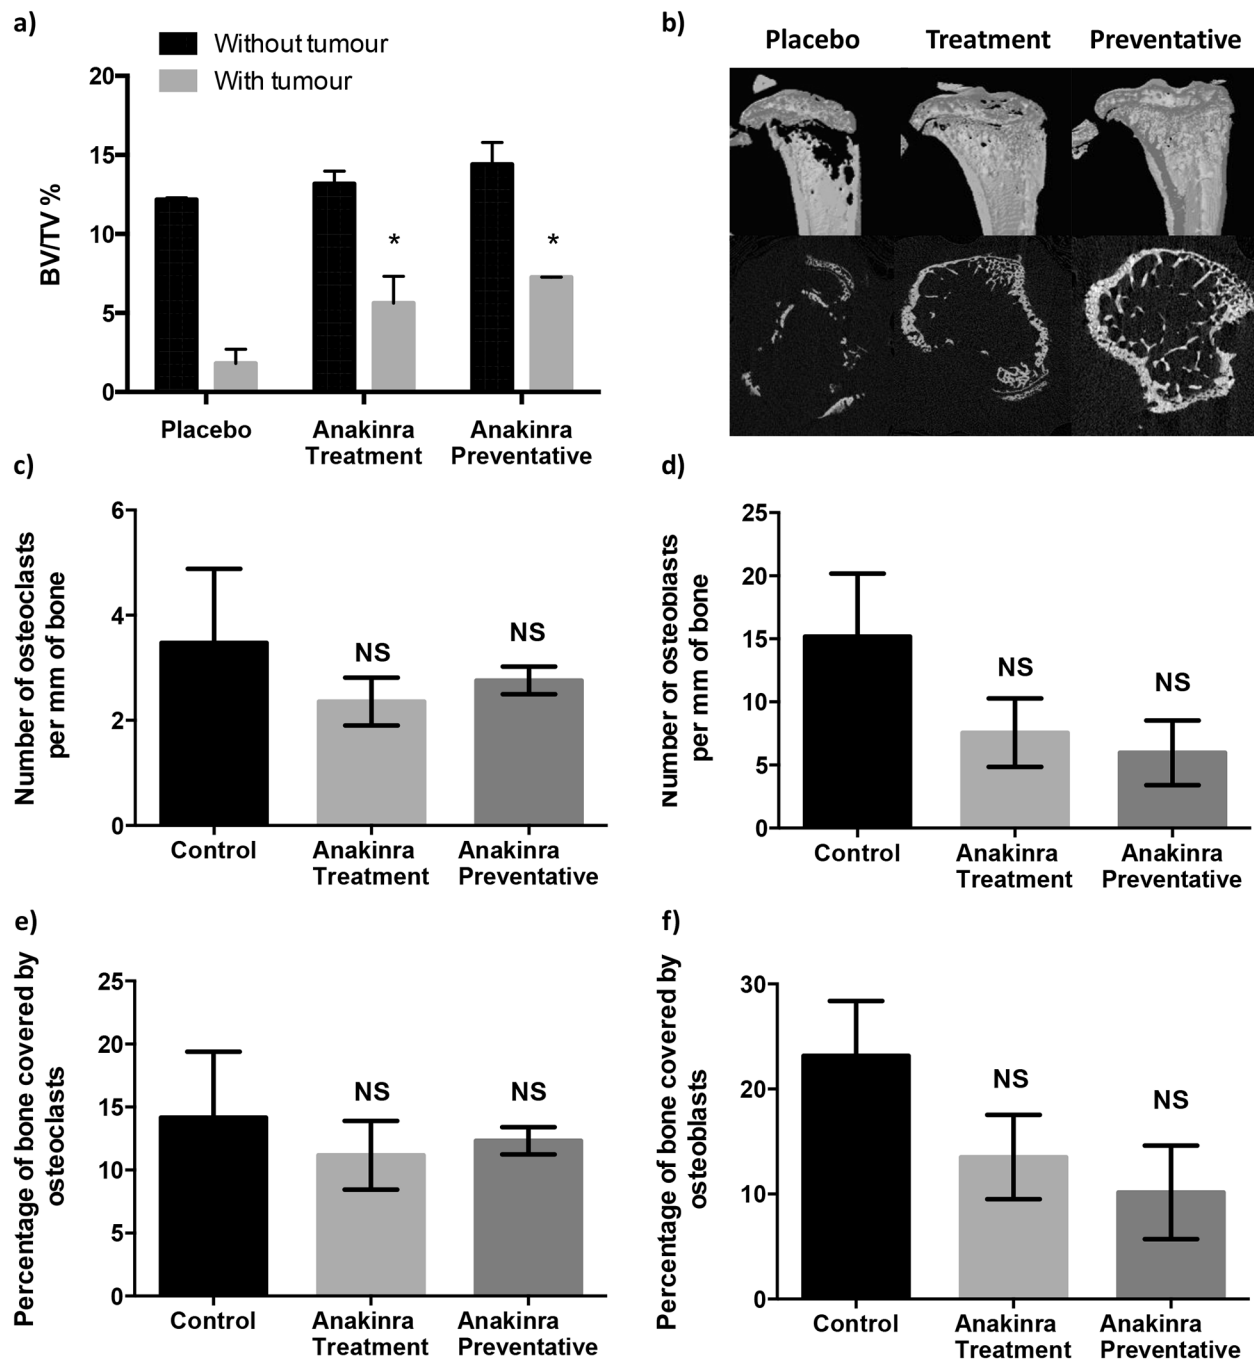 a)
Without tumour
With tumour
20
15
10
5
0
BV/TV %
*
*
Placebo
Anakinra
Treatment
Anakinra
Preventative
b)
Placebo
Treatment
Preventative
c)
6
4
2
0
Number of osteoclasts
per mm of bone
NS
NS
Control
Anakinra
Treatment
Anakinra
Preventative
d)
25
20
15
10
5
0
Number of osteoblasts
per mm of bone
NS
NS
Control
Anakinra
Treatment
Anakinra
Preventative
e)
25
20
15
10
5
0
Percentage of bone covered by
osteoclasts
NS
NS
Control
Anakinra
Treatment
Anakinra
Preventative
f)
30
20
10
0
Percentage of bone covered by
osteoblasts
NS
NS
Control
Anakinra
Treatment
Anakinra
Preventative